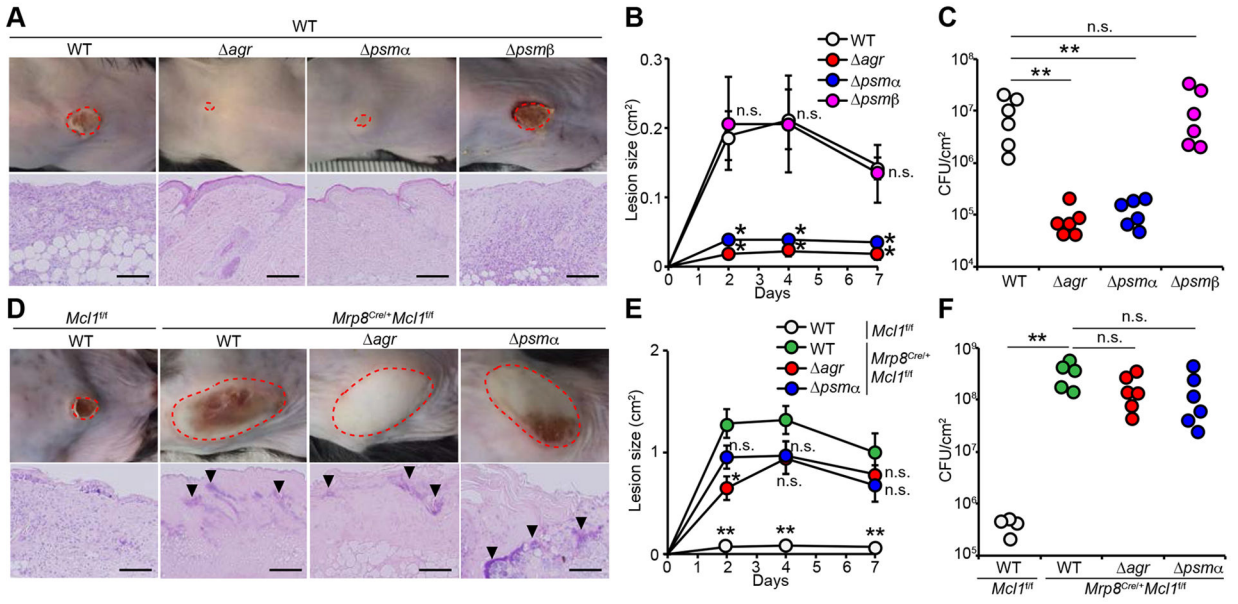 A
WT
WT
Δagr
Δpsmα
Δpsmβ
B
Lesion size (cm²)
0.3
0.2
0.1
0
WT
Δagr
Δpsmα
Δpsmβ
n.s.
n.s.
n.s.
*
*
*
*
*
*
0 1 2 3 4 5 6 7
Days
C
n.s.
**
**
CFU/cm²
10⁸
10⁷
10⁶
10⁵
10⁴
WT Δagr Δpsmα Δpsmβ
D
Mcl1f/f
Mrp8Cre/+Mcl1f/f
WT
WT
Δagr
Δpsmα
E
Lesion size (cm²)
2
1
0
WT
Mcl1f/f
WT
Δagr
Δpsmα
Mrp8Cre/+
Mcl1f/f
n.s.
n.s.
*
n.s.
n.s.
n.s.
** ** **
0 1 2 3 4 5 6 7
Days
F
n.s.
**
n.s.
CFU/cm²
10⁹
10⁸
10⁷
10⁶
10⁵
WT WT Δagr Δpsmα
Mcl1f/f
Mrp8Cre/+Mcl1f/f